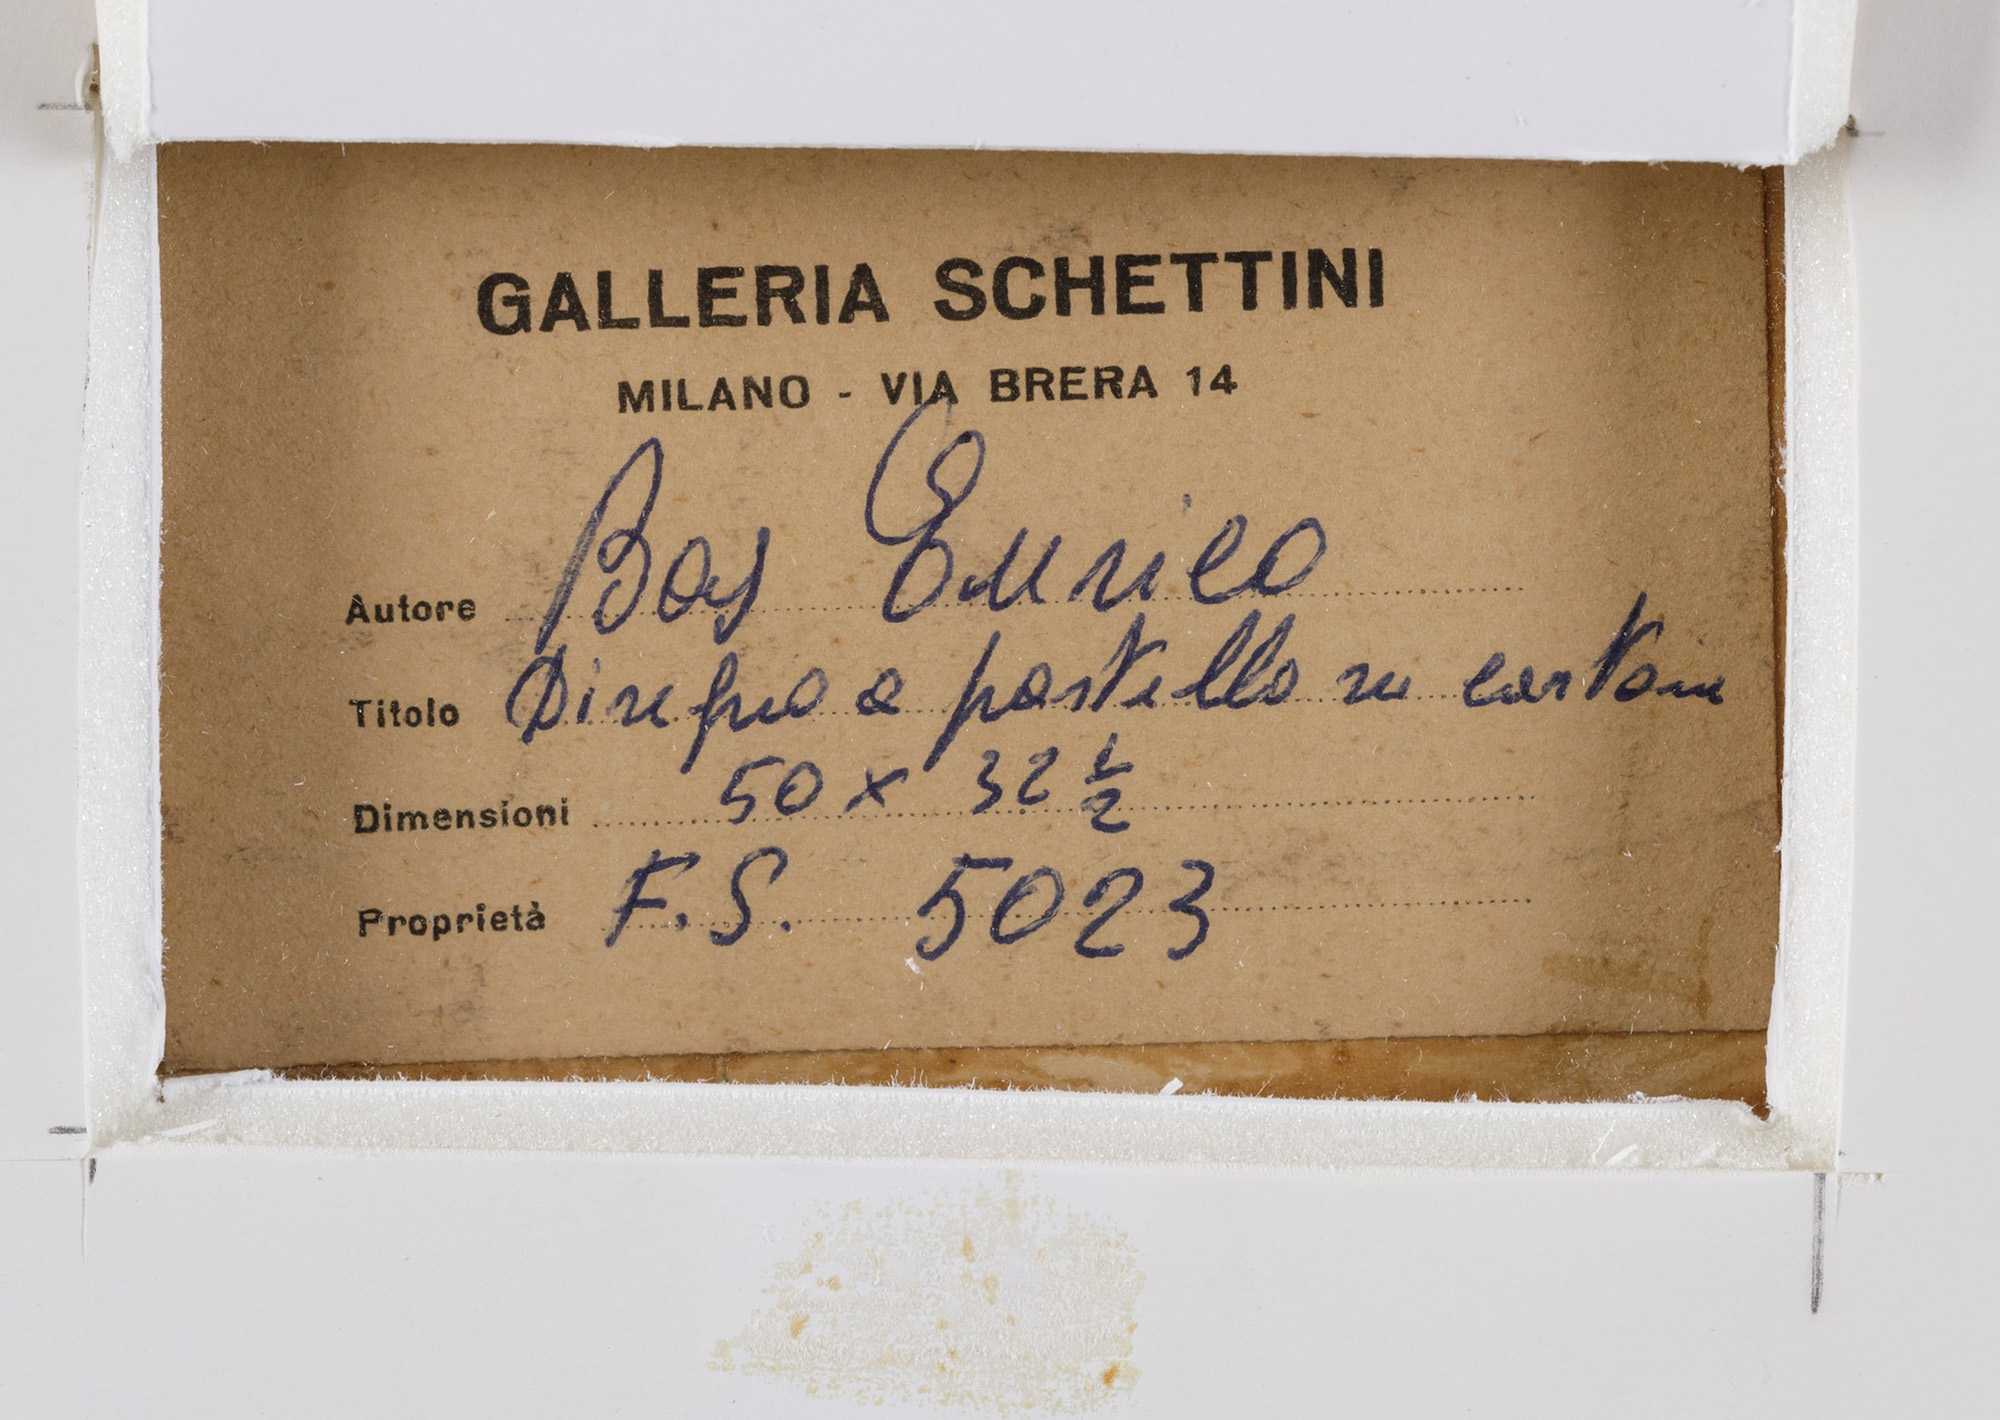 GALLERIA SCHETTINI
MILANO - VIA BRERA 14
Autore Boy Enrico
Titolo Disegno a pastello su cartone
Dimensioni 50 x 32 1/2
Proprietà F.S. 5023